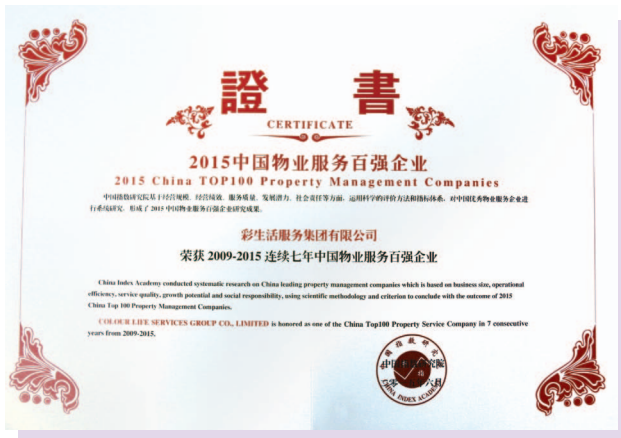 證 書
CERTIFICATE
2015中国物业服务百强企业
2015 China TOP100 Property Management Companies
中国指数研究院基于经营规模、经营绩效、服务质量、发展潜力、社会责任等方面，运用科学的评价方法和指标体系，对中国优秀物业服务企业进
行系统研究，形成了 2015 中国物业服务百强企业研究成果。
彩生活服务集团有限公司
荣获 2009-2015 连续七年中国物业服务百强企业
China Index Academy conducted systematic research on China leading property management companies which is based on business size, operational
efficiency, service quality, growth potential and social responsibility, using scientific methodology and criterion to conclude with the outcome of 2015
China Top 100 Property Management Companies.
COLOUR LIFE SERVICES GROUP CO., LIMITED is honored as one of the China Top100 Property Service Company in 7 consecutive
years from 2009-2015.
CHINA INDEX ACADEMY